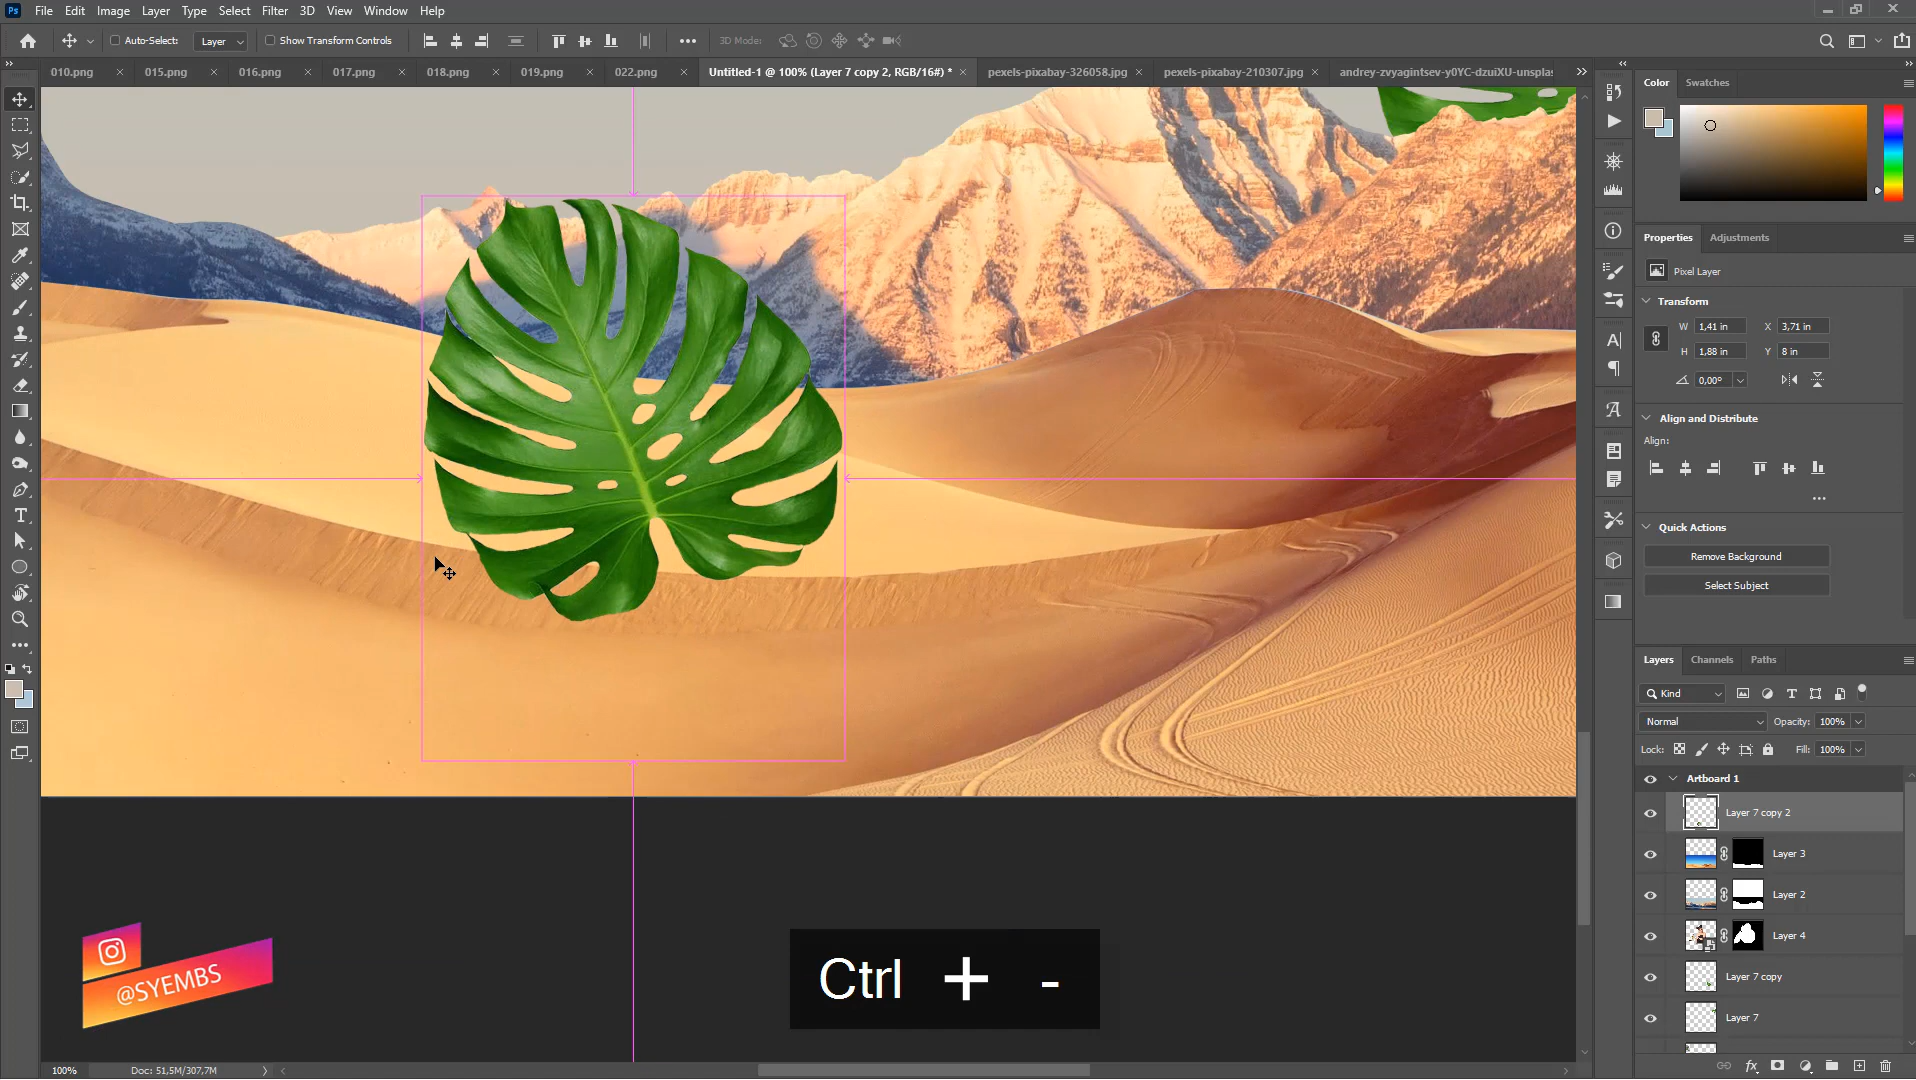 Ps File Edit Image Layer Type Select Filter 3D View Window Help
Auto-Select: Layer Show Transform Controls 3D Mode:
010.png 015.png 016.png 017.png 018.png 019.png 022.png Untitled-1 @ 100% (Layer 7 copy 2, RGB/16#) * pexels-pixabay-326058.jpg pexels-pixabay-210307.jpg andrey-zvyagintsev-y0YC-dzuiXU-unsplas
Color Swatches
Properties Adjustments
Pixel Layer
Transform
W 1,41 in X 3,71 in
H 1,88 in Y 8 in
0,00°
Align and Distribute
Align:
Quick Actions
Remove Background
Select Subject
Layers Channels Paths
Kind
Normal Opacity: 100%
Lock: Fill: 100%
Artboard 1
Layer 7 copy 2
Layer 3
Layer 2
Layer 4
Layer 7 copy
Layer 7
@SYEMBS
Ctrl + -
100% Doc: 51,5M/307,7M